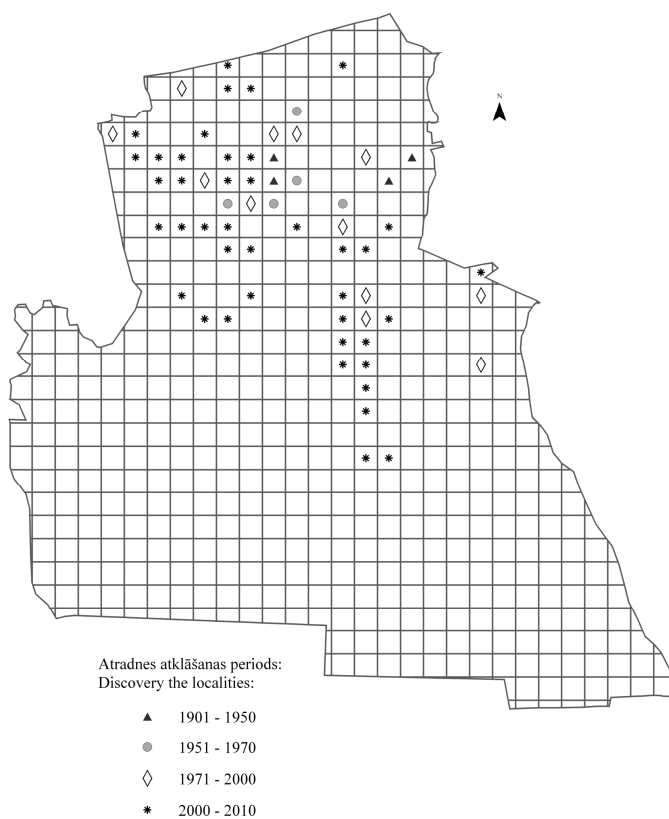 N
Atradnes atklāšanas periods:
Discovery the localities:
1901 - 1950
1951 - 1970
1971 - 2000
2000 - 2010